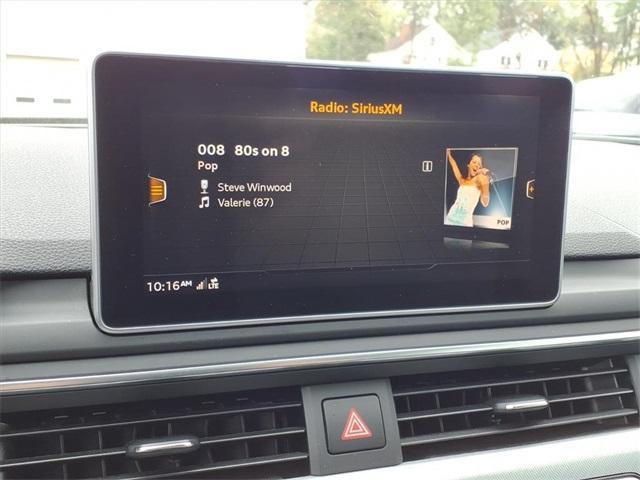 Radio: SiriusXM
008 80s on 8
Pop
Steve Winwood
Valerie (87)
POP
10:16AM LTE